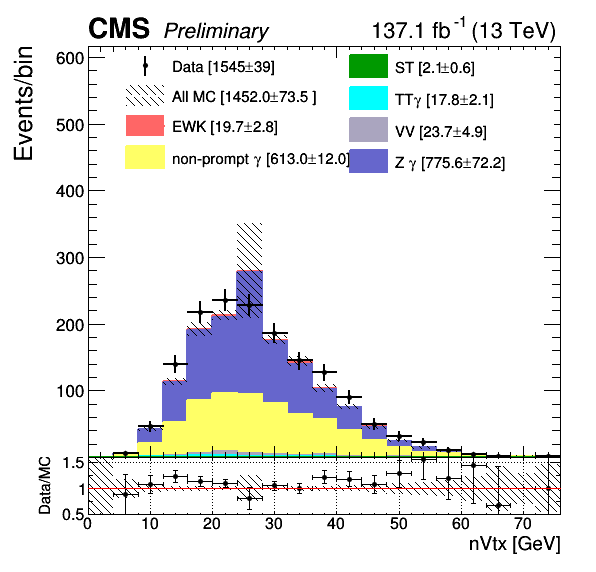 CMS Preliminary 137.1 fb⁻¹ (13 TeV)
Events/bin
600
500
400
300
200
100
Data [1545±39]
All MC [1452.0±73.5 ]
EWK [19.7±2.8]
non-prompt γ [613.0±12.0]
ST [2.1±0.6]
TTγ [17.8±2.1]
VV [23.7±4.9]
Z γ [775.6±72.2]
Data/MC
1.5
1
0.5
0 10 20 30 40 50 60 70
nVtx [GeV]